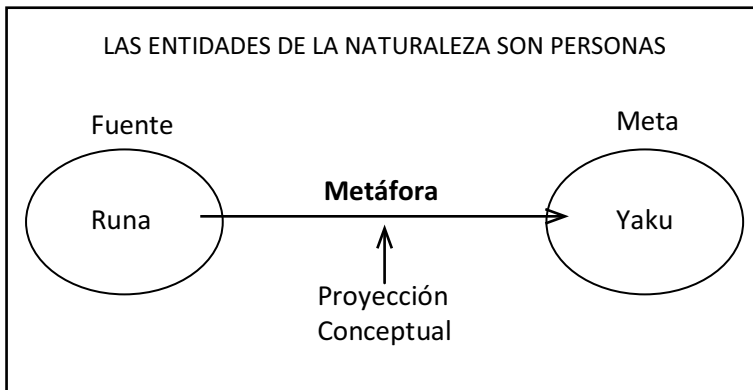 LAS ENTIDADES DE LA NATURALEZA SON PERSONAS
Fuente
Meta
Metáfora
Runa
Yaku
Proyección
Conceptual